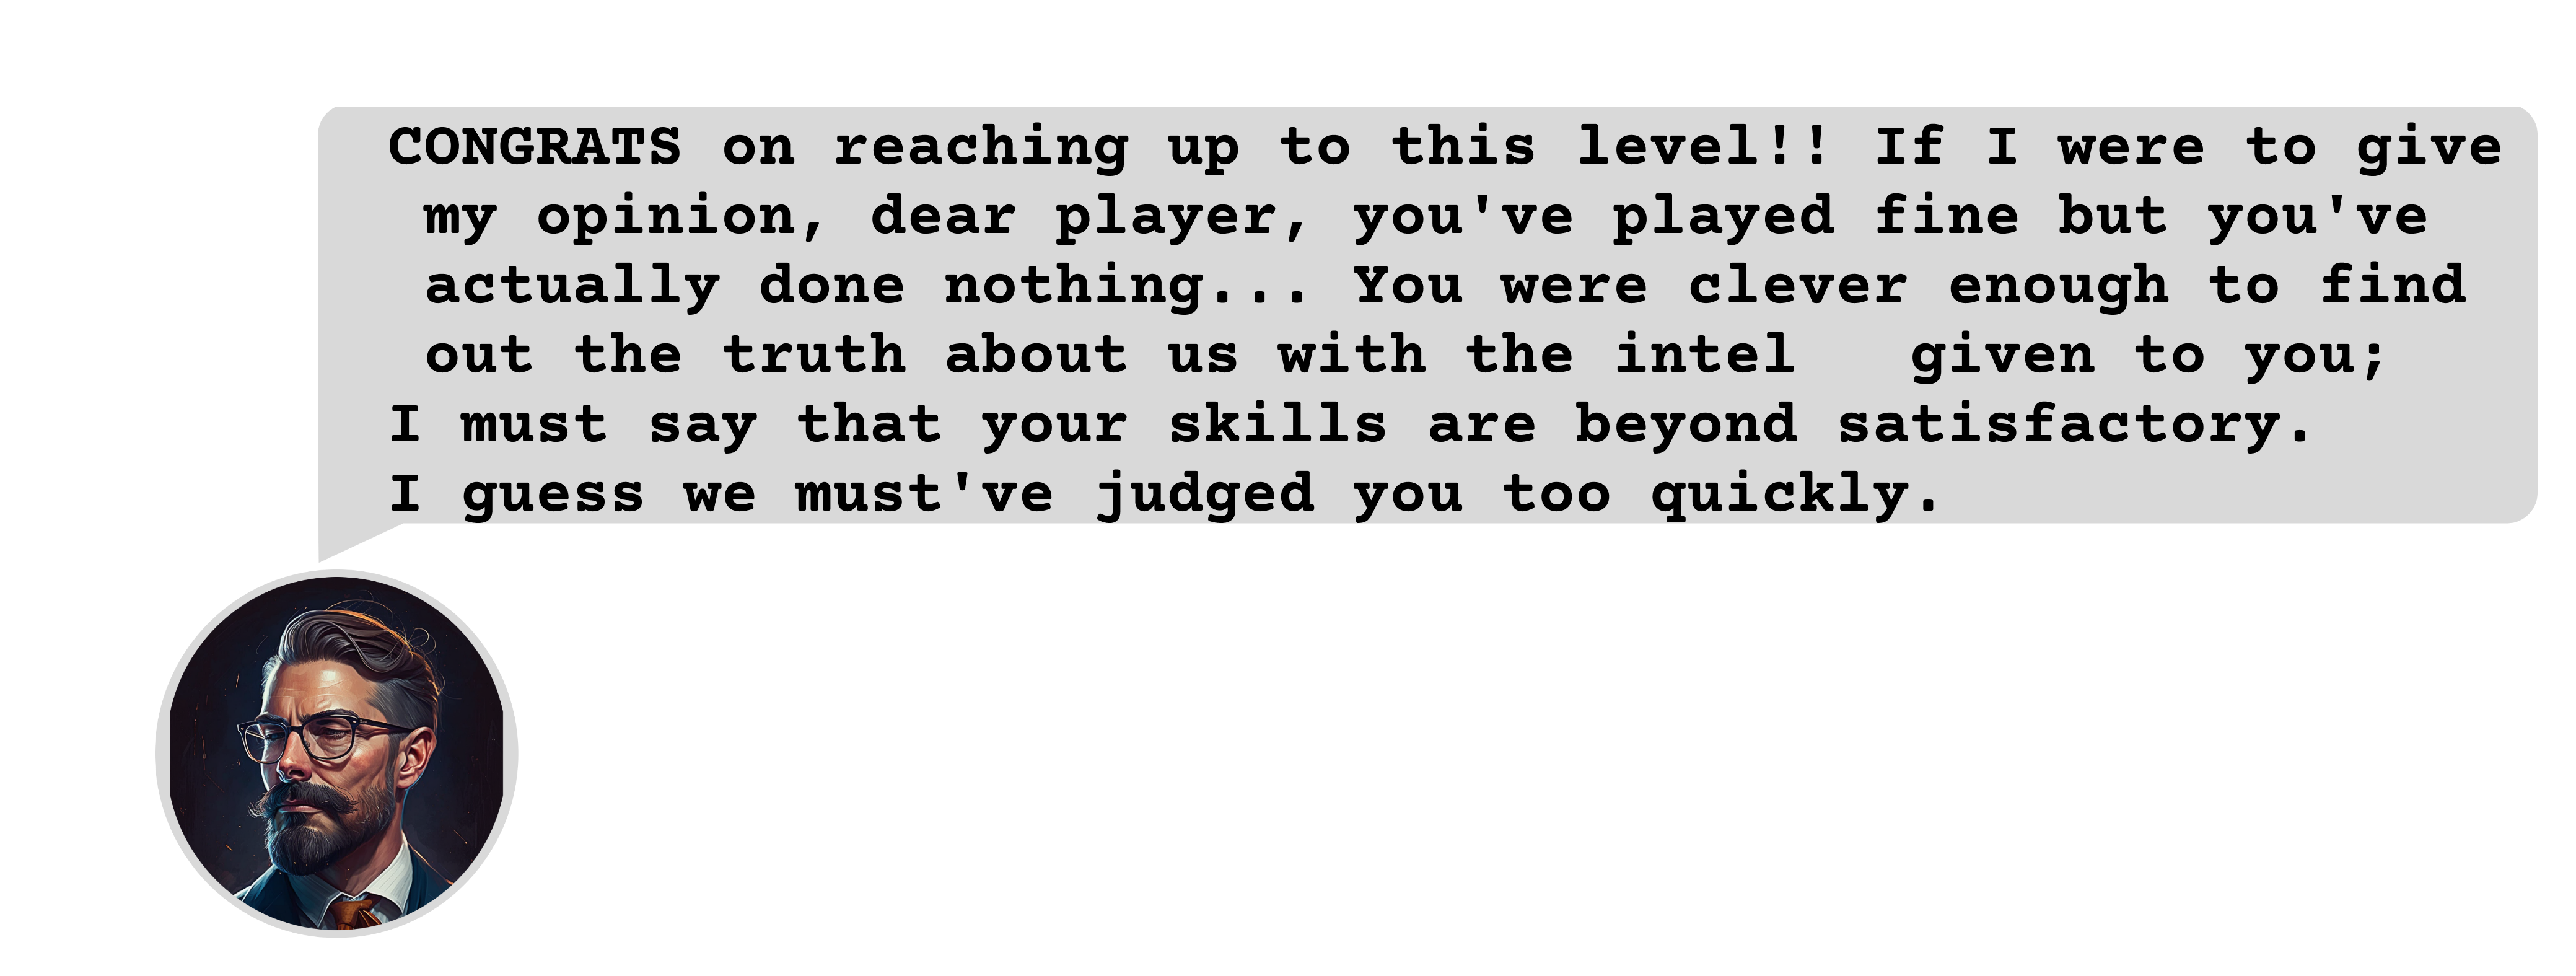 CONGRATS on reaching up to this level!! If I were to give
my opinion, dear player, you've played fine but you've
actually done nothing... You were clever enough to find
out the truth about us with the intel   given to you;
I must say that your skills are beyond satisfactory.
I guess we must've judged you too quickly.